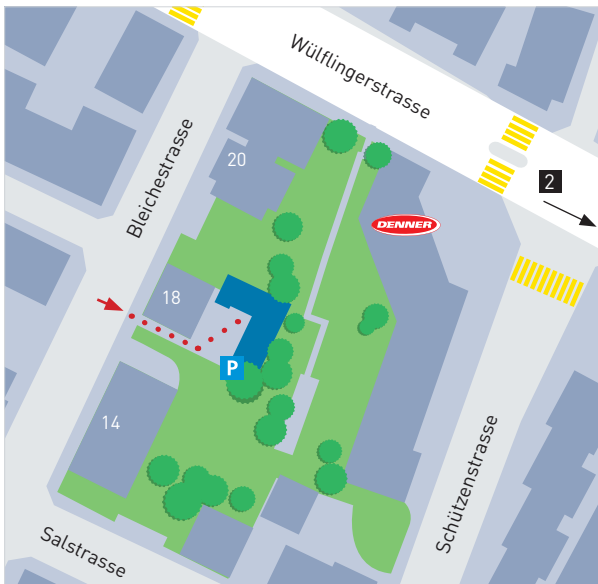 Wülflingerstrasse
Bleichestrasse
20
2
DENNER
18
P
14
Schützenstrasse
Salstrasse